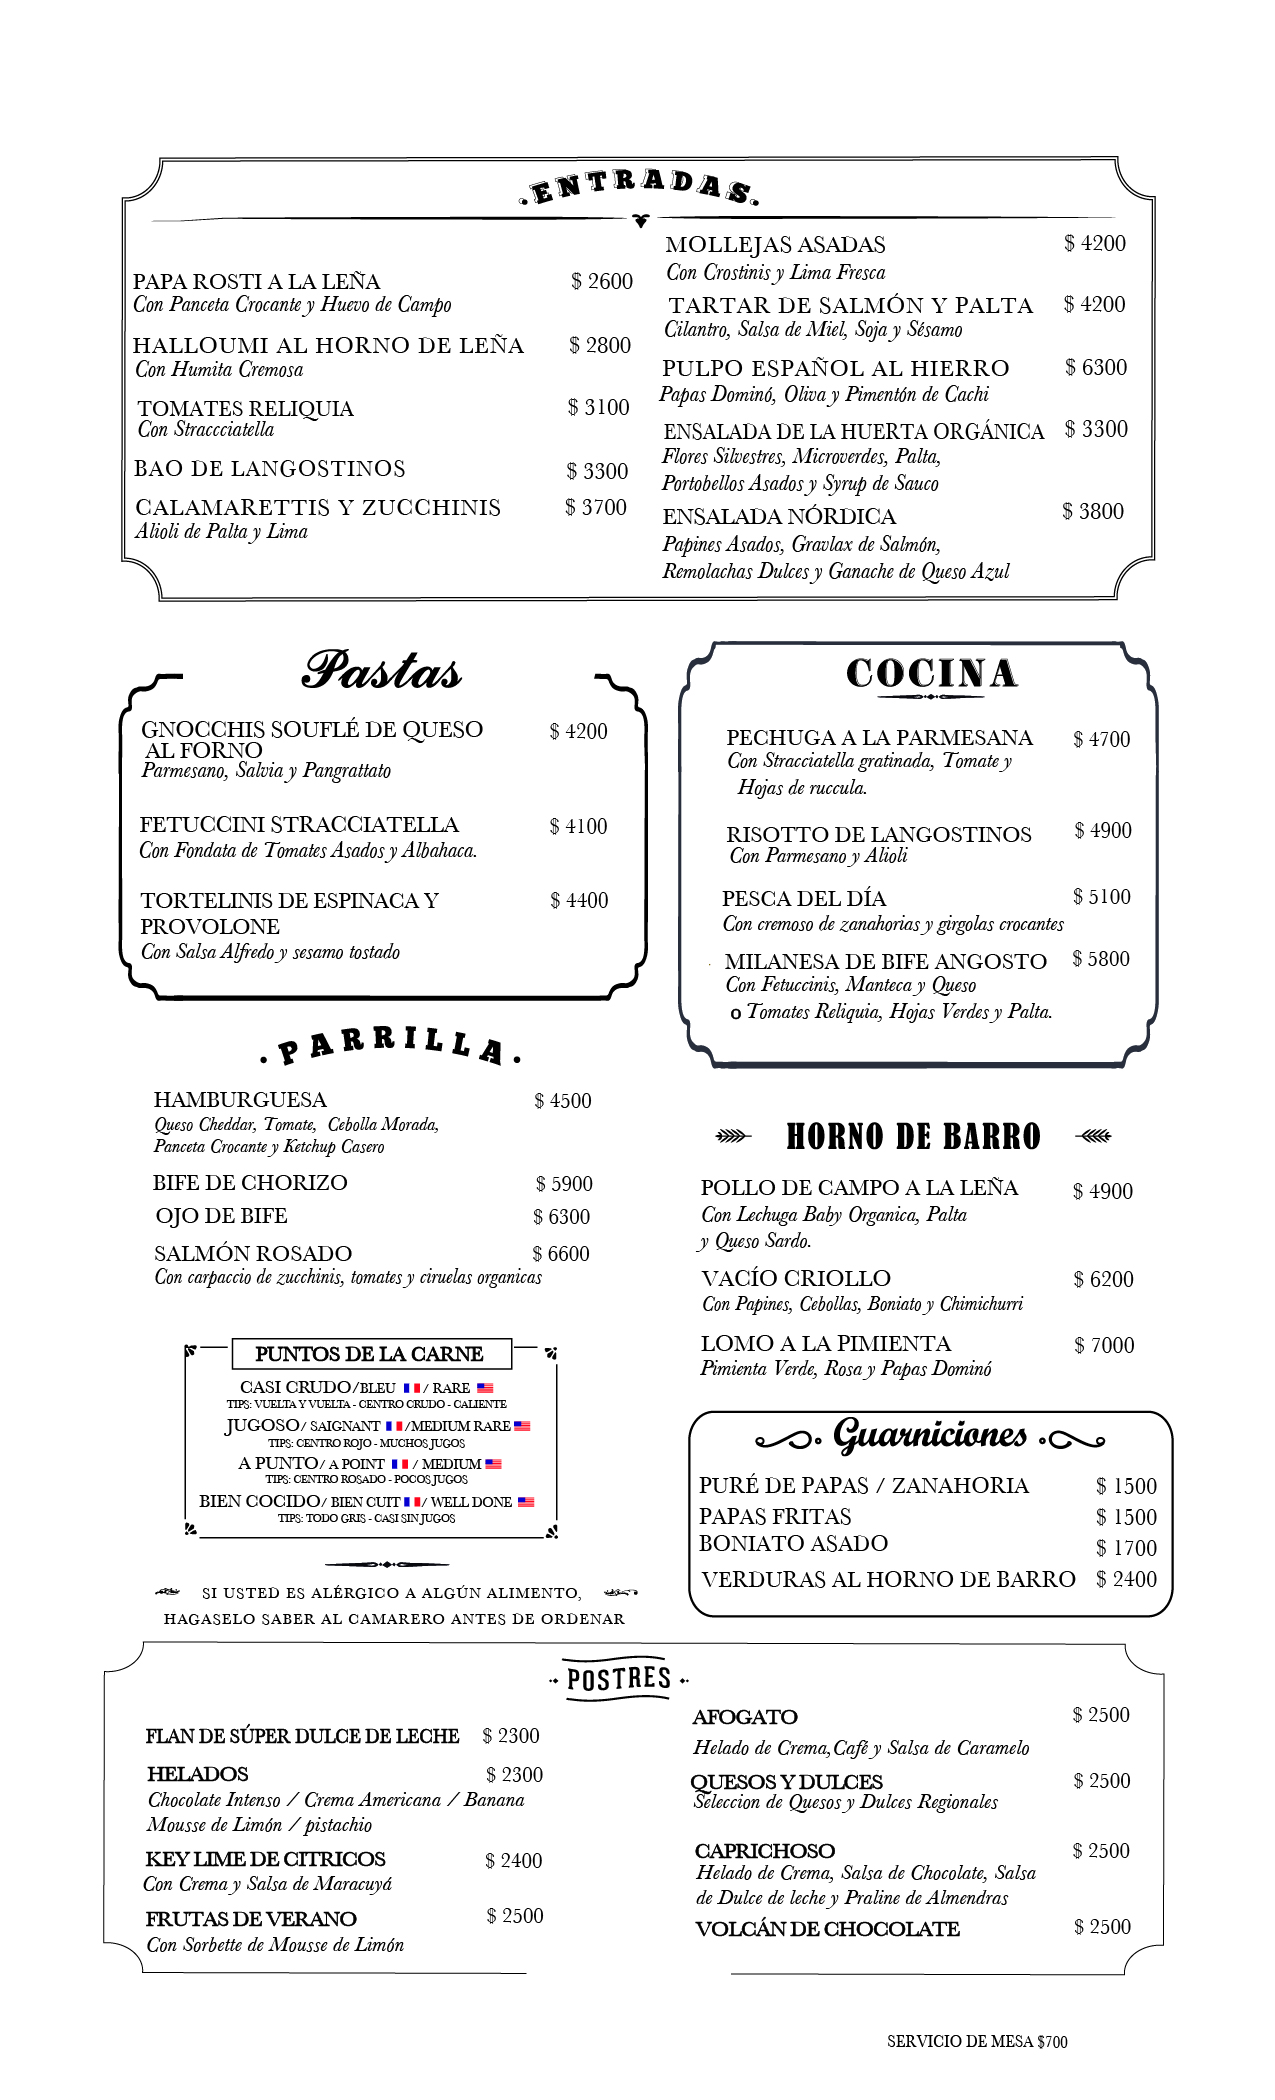 ENTRADAS
PAPA ROSTI A LA LEÑA $ 2600
Con Panceta Crocante y Huevo de Campo
HALLOUMI AL HORNO DE LEÑA $ 2800
Con Humita Cremosa
TOMATES RELIQUIA $ 3100
Con Straccciatella
BAO DE LANGOSTINOS $ 3300
CALAMARETTIS Y ZUCCHINIS $ 3700
Alioli de Palta y Lima
MOLLEJAS ASADAS $ 4200
Con Crostinis y Lima Fresca
TARTAR DE SALMÓN Y PALTA $ 4200
Cilantro, Salsa de Miel, Soja y Sésamo
PULPO ESPAÑOL AL HIERRO $ 6300
Papas Dominó, Oliva y Pimentón de Cachi
ENSALADA DE LA HUERTA ORGÁNICA $ 3300
Flores Silvestres, Microverdes, Palta,
Portobellos Asados y Syrup de Sauco
ENSALADA NÓRDICA $ 3800
Papines Asados, Gravlax de Salmón,
Remolachas Dulces y Ganache de Queso Azul
Pastas
GNOCCHIS SOUFLÉ DE QUESO $ 4200
AL FORNO
Parmesano, Salvia y Pangrattato
FETUCCINI STRACCIATELLA $ 4100
Con Fondata de Tomates Asados y Albahaca.
TORTELINIS DE ESPINACA Y $ 4400
PROVOLONE
Con Salsa Alfredo y sesamo tostado
COCINA
PECHUGA A LA PARMESANA $ 4700
Con Stracciatella gratinada, Tomate y
Hojas de ruccula.
RISOTTO DE LANGOSTINOS $ 4900
Con Parmesano y Alioli
PESCA DEL DÍA $ 5100
Con cremoso de zanahorias y girgolas crocantes
MILANESA DE BIFE ANGOSTO $ 5800
Con Fetuccinis, Manteca y Queso
o Tomates Reliquia, Hojas Verdes y Palta.
PARRILLA
HAMBURGUESA $ 4500
Queso Cheddar, Tomate, Cebolla Morada,
Panceta Crocante y Ketchup Casero
BIFE DE CHORIZO $ 5900
OJO DE BIFE $ 6300
SALMÓN ROSADO $ 6600
Con carpaccio de zucchinis, tomates y ciruelas organicas
HORNO DE BARRO
POLLO DE CAMPO A LA LEÑA $ 4900
Con Lechuga Baby Organica, Palta
y Queso Sardo.
VACÍO CRIOLLO $ 6200
Con Papines, Cebollas, Boniato y Chimichurri
LOMO A LA PIMIENTA $ 7000
Pimienta Verde, Rosa y Papas Dominó
PUNTOS DE LA CARNE
CASI CRUDO/BLEU / RARE
TIPS: VUELTA Y VUELTA - CENTRO CRUDO - CALIENTE
JUGOSO/ SAIGNANT /MEDIUM RARE
TIPS: CENTRO ROJO - MUCHOS JUGOS
A PUNTO/ A POINT / MEDIUM
TIPS: CENTRO ROSADO - POCOS JUGOS
BIEN COCIDO/ BIEN CUIT / WELL DONE
TIPS: TODO GRIS - CASI SIN JUGOS
SI USTED ES ALÉRGICO A ALGÚN ALIMENTO,
HAGASELO SABER AL CAMARERO ANTES DE ORDENAR
Guarniciones
PURÉ DE PAPAS / ZANAHORIA $ 1500
PAPAS FRITAS $ 1500
BONIATO ASADO $ 1700
VERDURAS AL HORNO DE BARRO $ 2400
POSTRES
FLAN DE SÚPER DULCE DE LECHE $ 2300
HELADOS $ 2300
Chocolate Intenso / Crema Americana / Banana
Mousse de Limón / pistachio
KEY LIME DE CITRICOS $ 2400
Con Crema y Salsa de Maracuyá
FRUTAS DE VERANO $ 2500
Con Sorbette de Mousse de Limón
AFOGATO $ 2500
Helado de Crema,Café y Salsa de Caramelo
QUESOS Y DULCES $ 2500
Seleccion de Quesos y Dulces Regionales
CAPRICHOSO $ 2500
Helado de Crema, Salsa de Chocolate, Salsa
de Dulce de leche y Praline de Almendras
VOLCÁN DE CHOCOLATE $ 2500
SERVICIO DE MESA $700